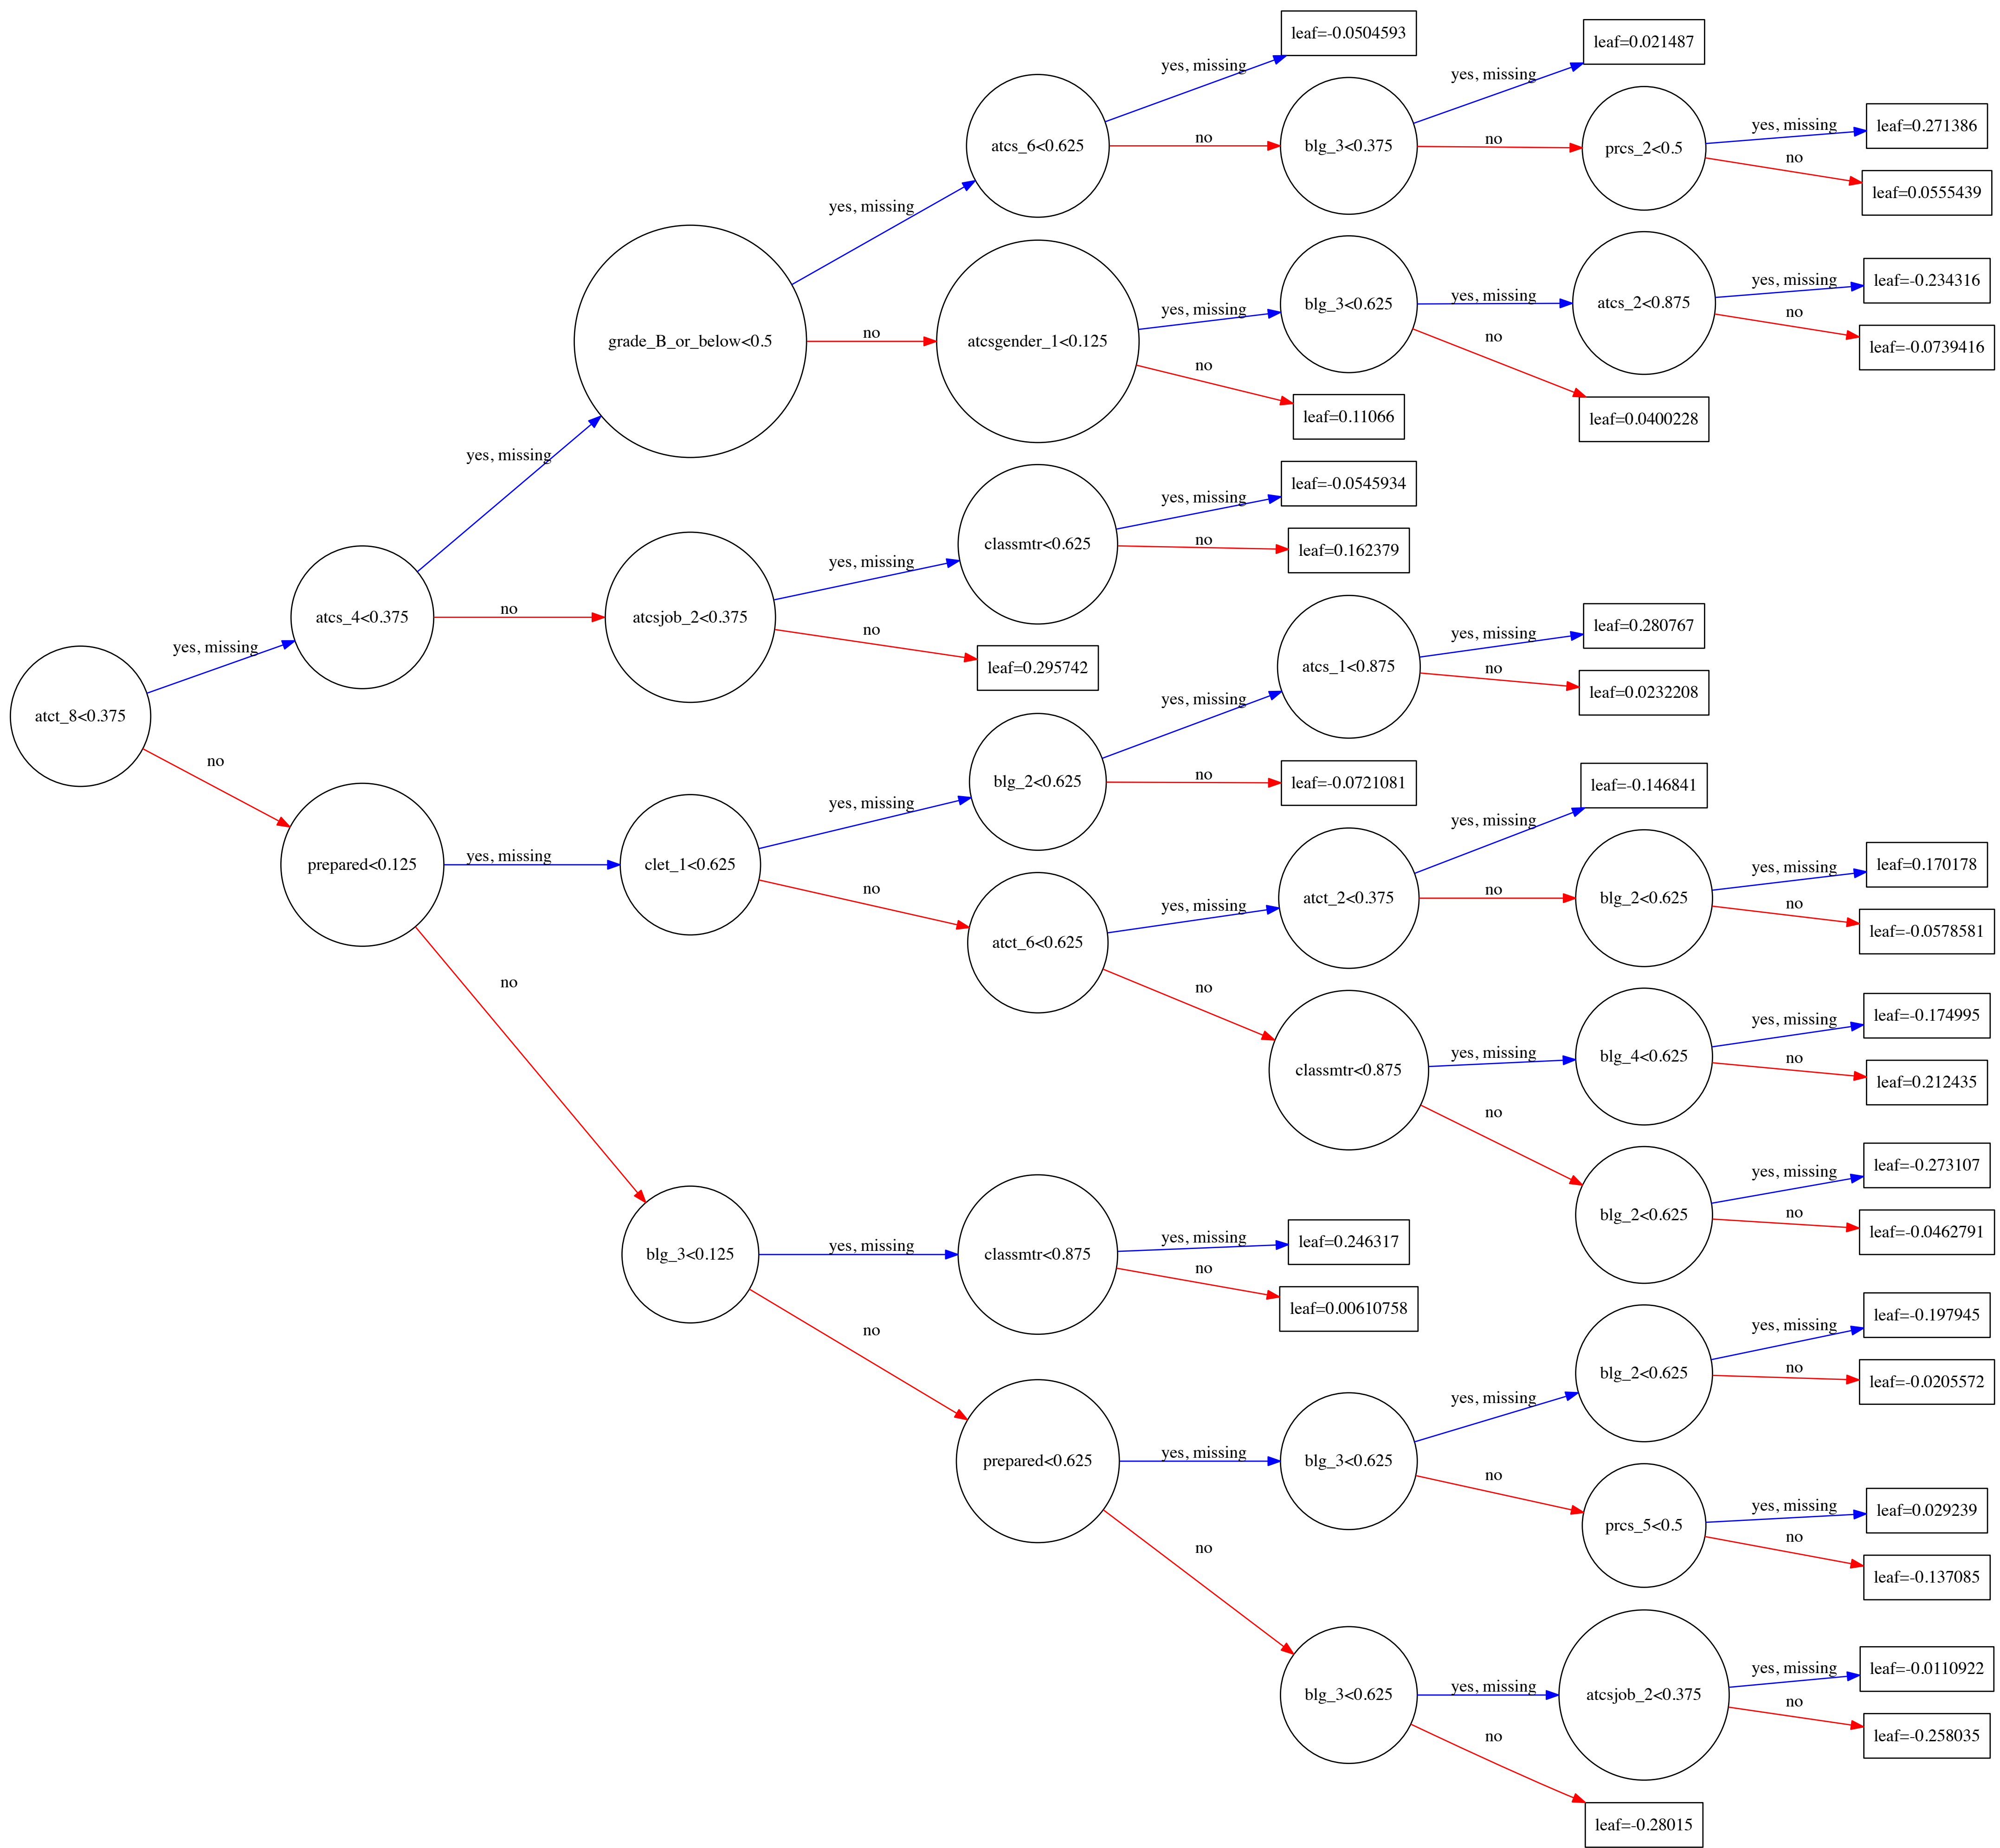 leaf=-0.0504593
yes, missing
leaf=0.021487
yes, missing
atcs_6<0.625
no
blg_3<0.375
no
prcs_2<0.5
yes, missing
leaf=0.271386
no
leaf=0.0555439
yes, missing
grade_B_or_below<0.5
no
atcsgender_1<0.125
yes, missing
blg_3<0.625
yes, missing
atcs_2<0.875
yes, missing
leaf=-0.234316
no
leaf=-0.0739416
no
leaf=0.0400228
no
leaf=0.11066
yes, missing
atcs_4<0.375
no
atcsjob_2<0.375
yes, missing
classmtr<0.625
yes, missing
leaf=-0.0545934
no
leaf=0.162379
no
leaf=0.295742
yes, missing
atct_8<0.375
no
prepared<0.125
yes, missing
clet_1<0.625
yes, missing
blg_2<0.625
yes, missing
atcs_1<0.875
yes, missing
leaf=0.280767
no
leaf=0.0232208
no
leaf=-0.0721081
no
atct_6<0.625
yes, missing
atct_2<0.375
yes, missing
leaf=-0.146841
no
blg_2<0.625
yes, missing
leaf=0.170178
no
leaf=-0.0578581
no
classmtr<0.875
yes, missing
blg_4<0.625
yes, missing
leaf=-0.174995
no
leaf=0.212435
no
blg_2<0.625
yes, missing
leaf=-0.273107
no
leaf=-0.0462791
no
blg_3<0.125
yes, missing
classmtr<0.875
yes, missing
leaf=0.246317
no
leaf=0.00610758
no
prepared<0.625
yes, missing
blg_3<0.625
yes, missing
blg_2<0.625
yes, missing
leaf=-0.197945
no
leaf=-0.0205572
no
prcs_5<0.5
yes, missing
leaf=0.029239
no
leaf=-0.137085
no
blg_3<0.625
yes, missing
atcsjob_2<0.375
yes, missing
leaf=-0.0110922
no
leaf=-0.258035
no
leaf=-0.28015